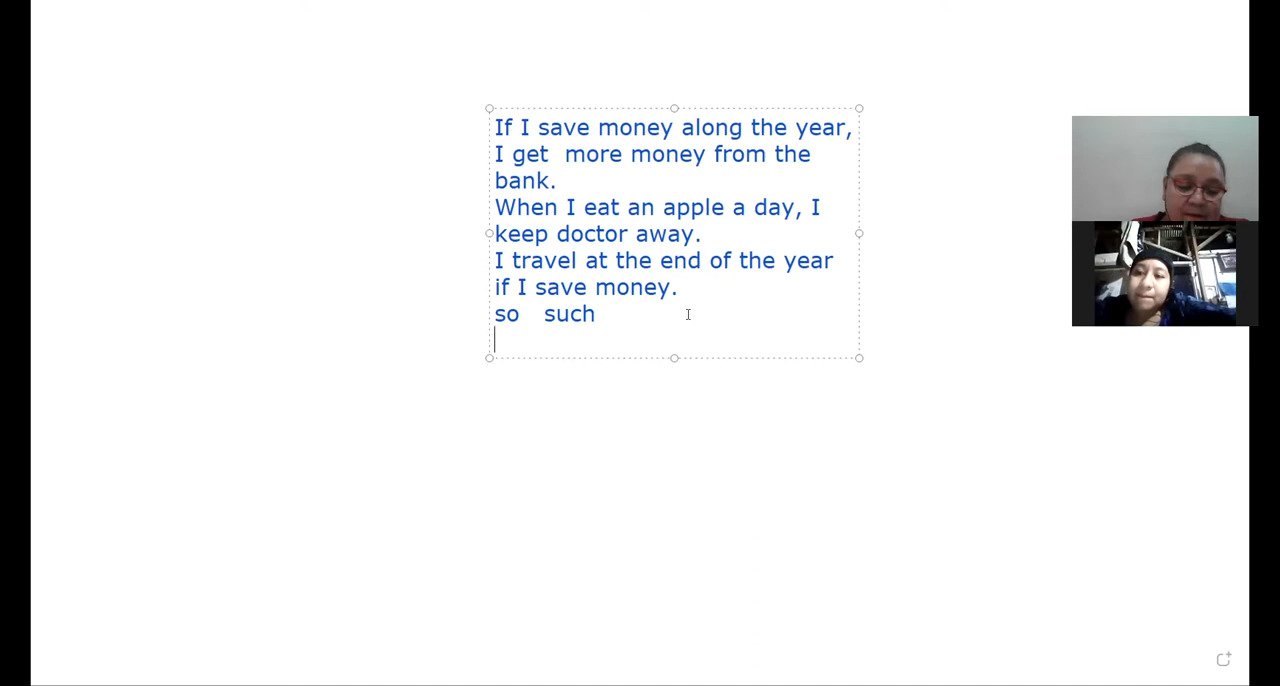 If I save money along the year,
I get  more money from the
bank.
When I eat an apple a day, I
keep doctor away.
I travel at the end of the year
if I save money.
so   such